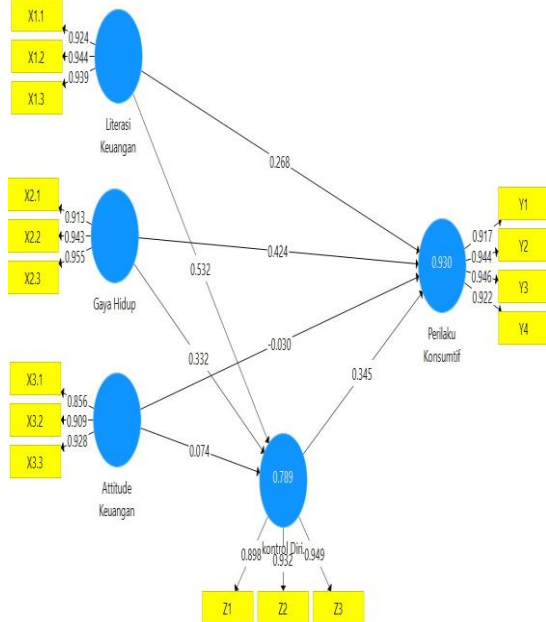 X1.1
0.924
X1.2
0.944
0.939
X1.3
Literasi
Keuangan
0.268
X2.1
0.913
X2.2
0.943
0.955
X2.3
Gaya Hidup
0.424
0.532
0.332
Y1
0.917
Y2
0.944
0.930
0.946
Y3
0.922
Y4
Perilaku
Konsumtif
-0.030
0.345
X3.1
0.856
X3.2
0.909
0.928
X3.3
Attitude
Keuangan
0.074
0.789
kontrol Diri.
0.898
0.932
0.949
Z1
Z2
Z3